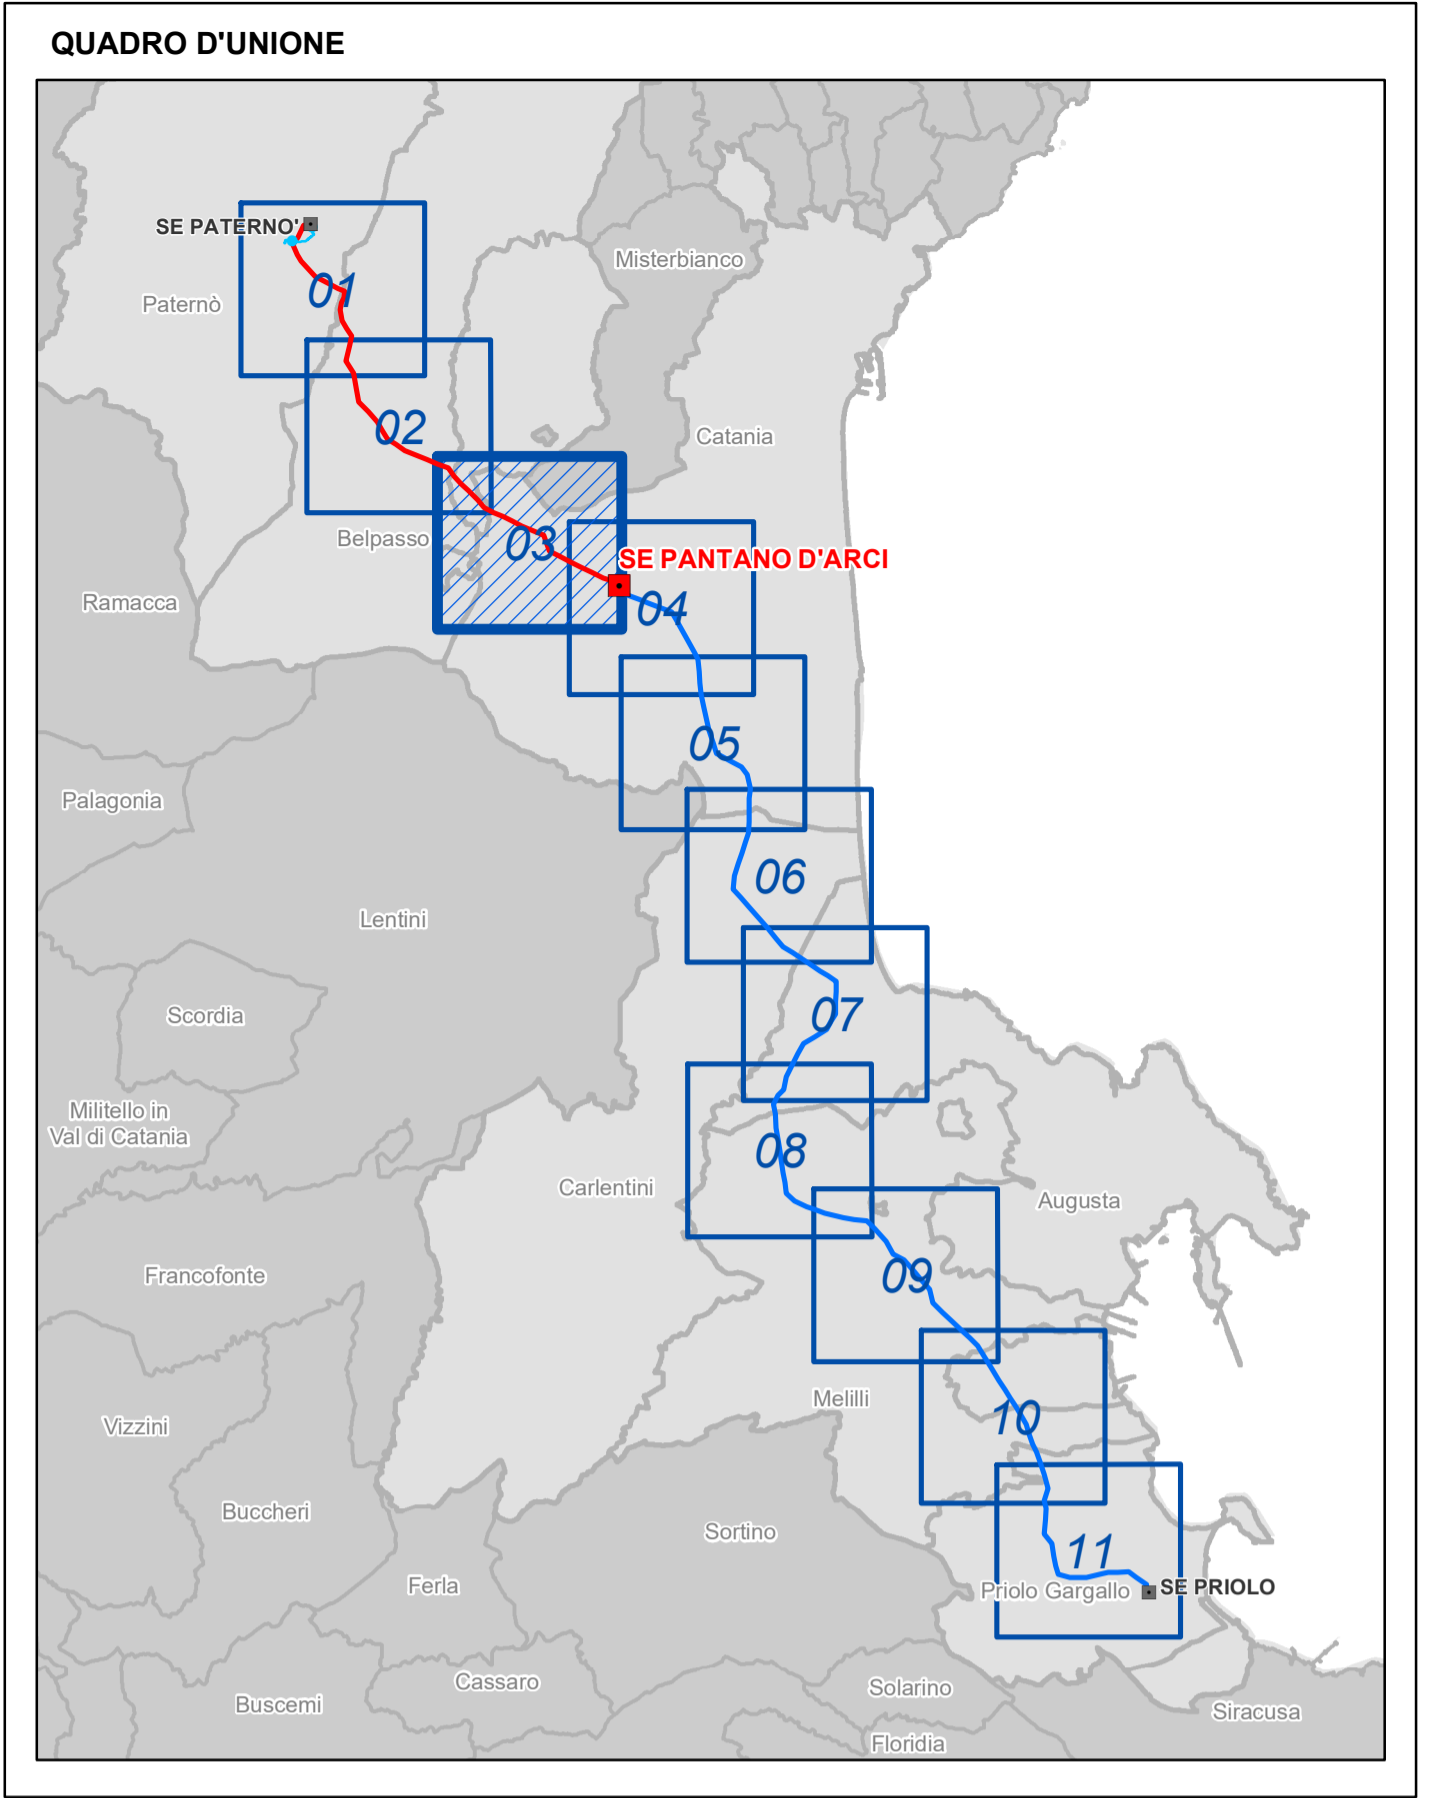 QUADRO D'UNIONE
SE PATERNO'
Misterbianco
01
Paternò
02
Catania
Belpasso
03
SE PANTANO D'ARCI
Ramacca
04
05
Palagonia
06
Lentini
Scordia
07
Militello in
Val di Catania
08
Carlentini
Augusta
Francofonte
09
Melilli
10
Vizzini
Buccheri
Sortino
11
Ferla
Priolo Gargallo
SE PRIOLO
Cassaro
Solarino
Buscemi
Siracusa
Floridia